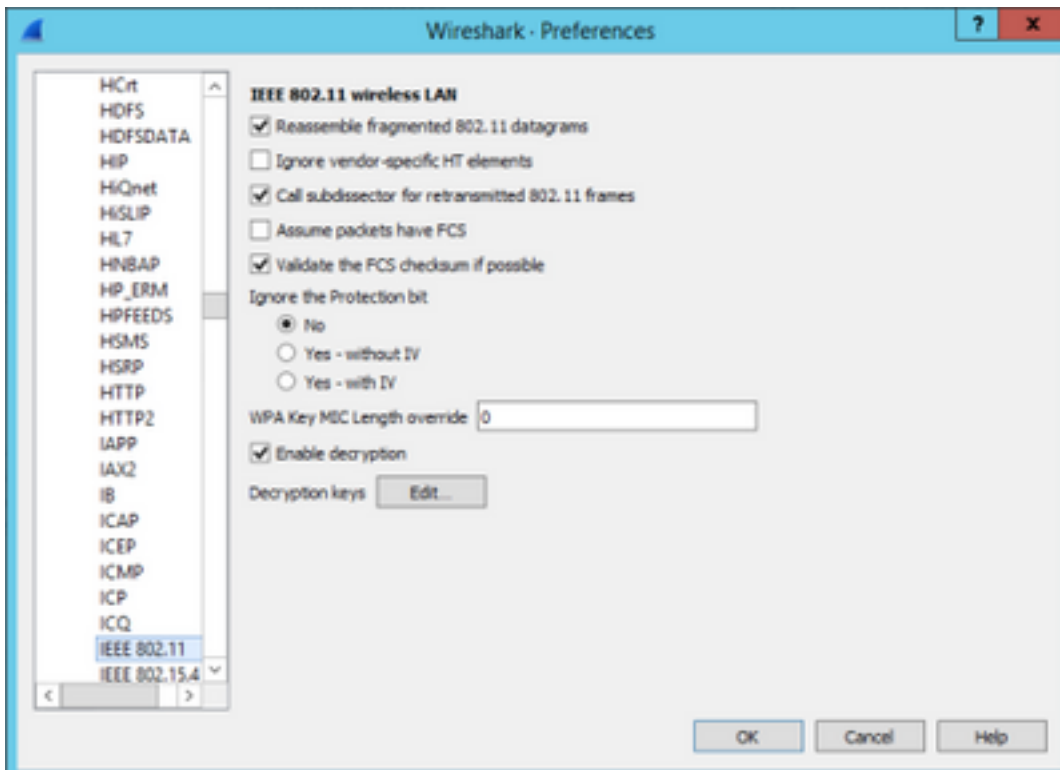 Wireshark · Preferences
?
x
HCrt
HDFS
HDFSDATA
HIP
HiQnet
HiSLIP
HL7
HNBAP
HP_ERM
HPFEEDS
HSMS
HSRP
HTTP
HTTP2
IAPP
IAX2
IB
ICAP
ICEP
ICMP
ICP
ICQ
IEEE 802.11
IEEE 802.15.4
IEEE 802.11 wireless LAN
Reassemble fragmented 802.11 datagrams
Ignore vendor-specific HT elements
Call subdissector for retransmitted 802.11 frames
Assume packets have FCS
Validate the FCS checksum if possible
Ignore the Protection bit
No
Yes - without IV
Yes - with IV
WPA Key MIC Length override 0
Enable decryption
Decryption keys Edit...
OK Cancel Help